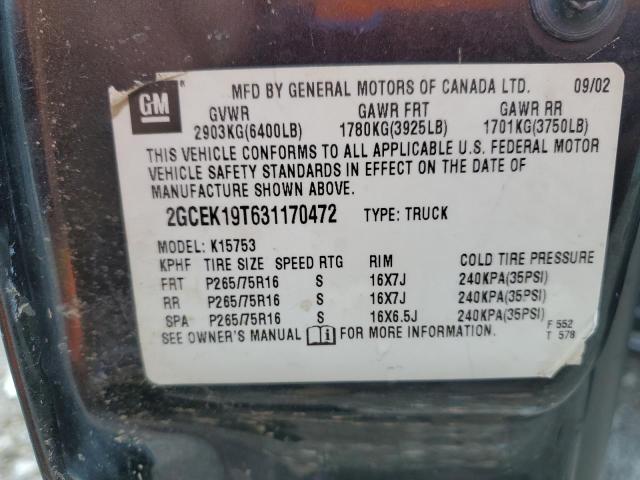 MFD BY GENERAL MOTORS OF CANADA LTD. 09/02
GM
GVWR GAWR FRT GAWR RR
2903KG(6400LB) 1780KG(3925LB) 1701KG(3750LB)
THIS VEHICLE CONFORMS TO ALL APPLICABLE U.S. FEDERAL MOTOR
VEHICLE SAFETY STANDARDS IN EFFECT ON THE DATE OF
MANUFACTURE SHOWN ABOVE.
2GCEK19T631170472 TYPE: TRUCK
MODEL: K15753
KPHF TIRE SIZE SPEED RTG RIM COLD TIRE PRESSURE
FRT P265/75R16 S 16X7J 240KPA(35PSI)
RR P265/75R16 S 16X7J 240KPA(35PSI)
SPA P265/75R16 S 16X6.5J 240KPA(35PSI)
SEE OWNER'S MANUAL FOR MORE INFORMATION.
F 552
T 578